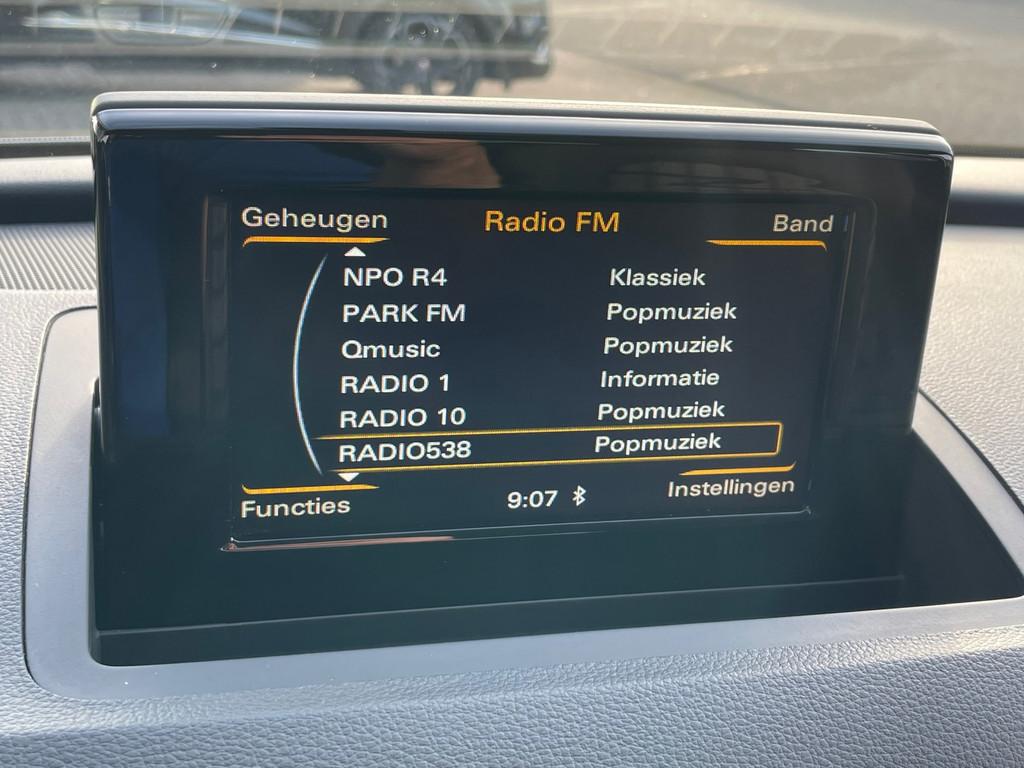 Geheugen Radio FM Band
NPO R4 Klassiek
PARK FM Popmuziek
Qmusic Popmuziek
RADIO 1 Informatie
RADIO 10 Popmuziek
RADIO538 Popmuziek
Functies 9:07 Instellingen